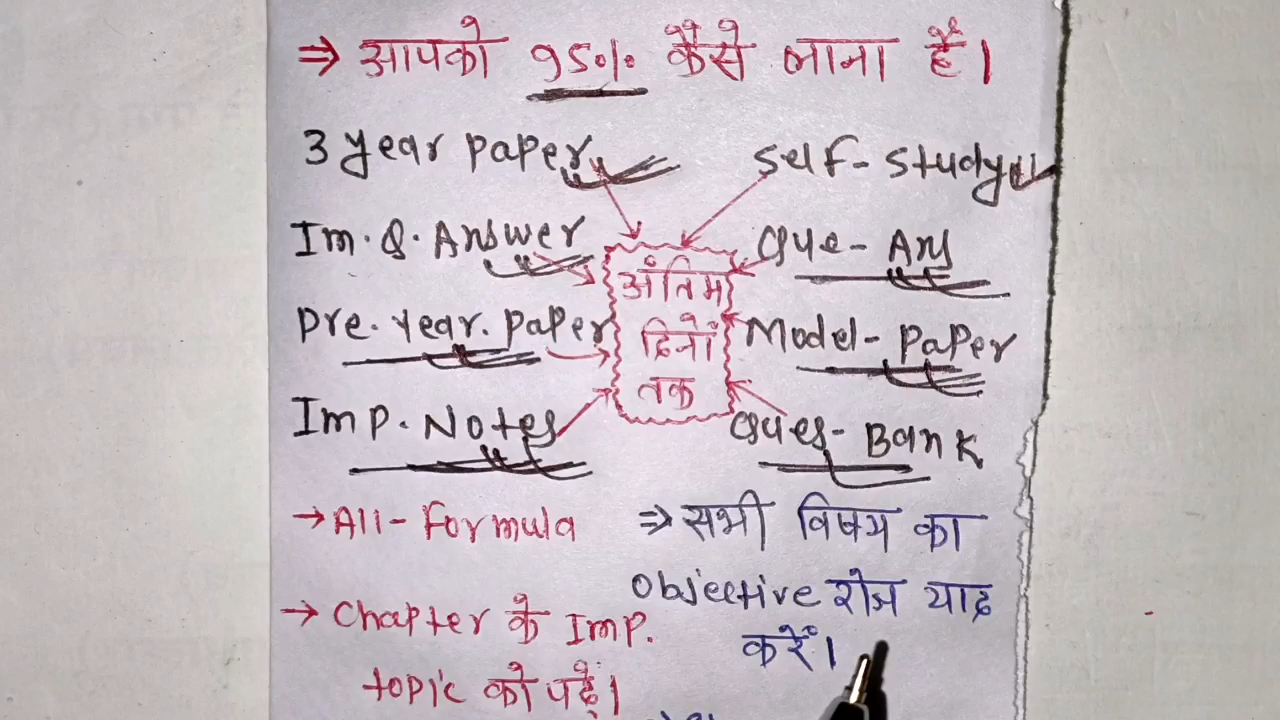 ⇒ आपको 95% कैसे लाना है।
3 Year Paper
Self-Study
Im. Q. Answer
Que-Ans
Pre. Year. Paper
Model-Paper
Imp. Notes
Ques-Bank
अंतिम
दिनों
तक
→ All-Formula
⇒ सभी विषय का
Objective रोज याद
करें।
→ Chapter के Imp.
topic को पढ़ें।